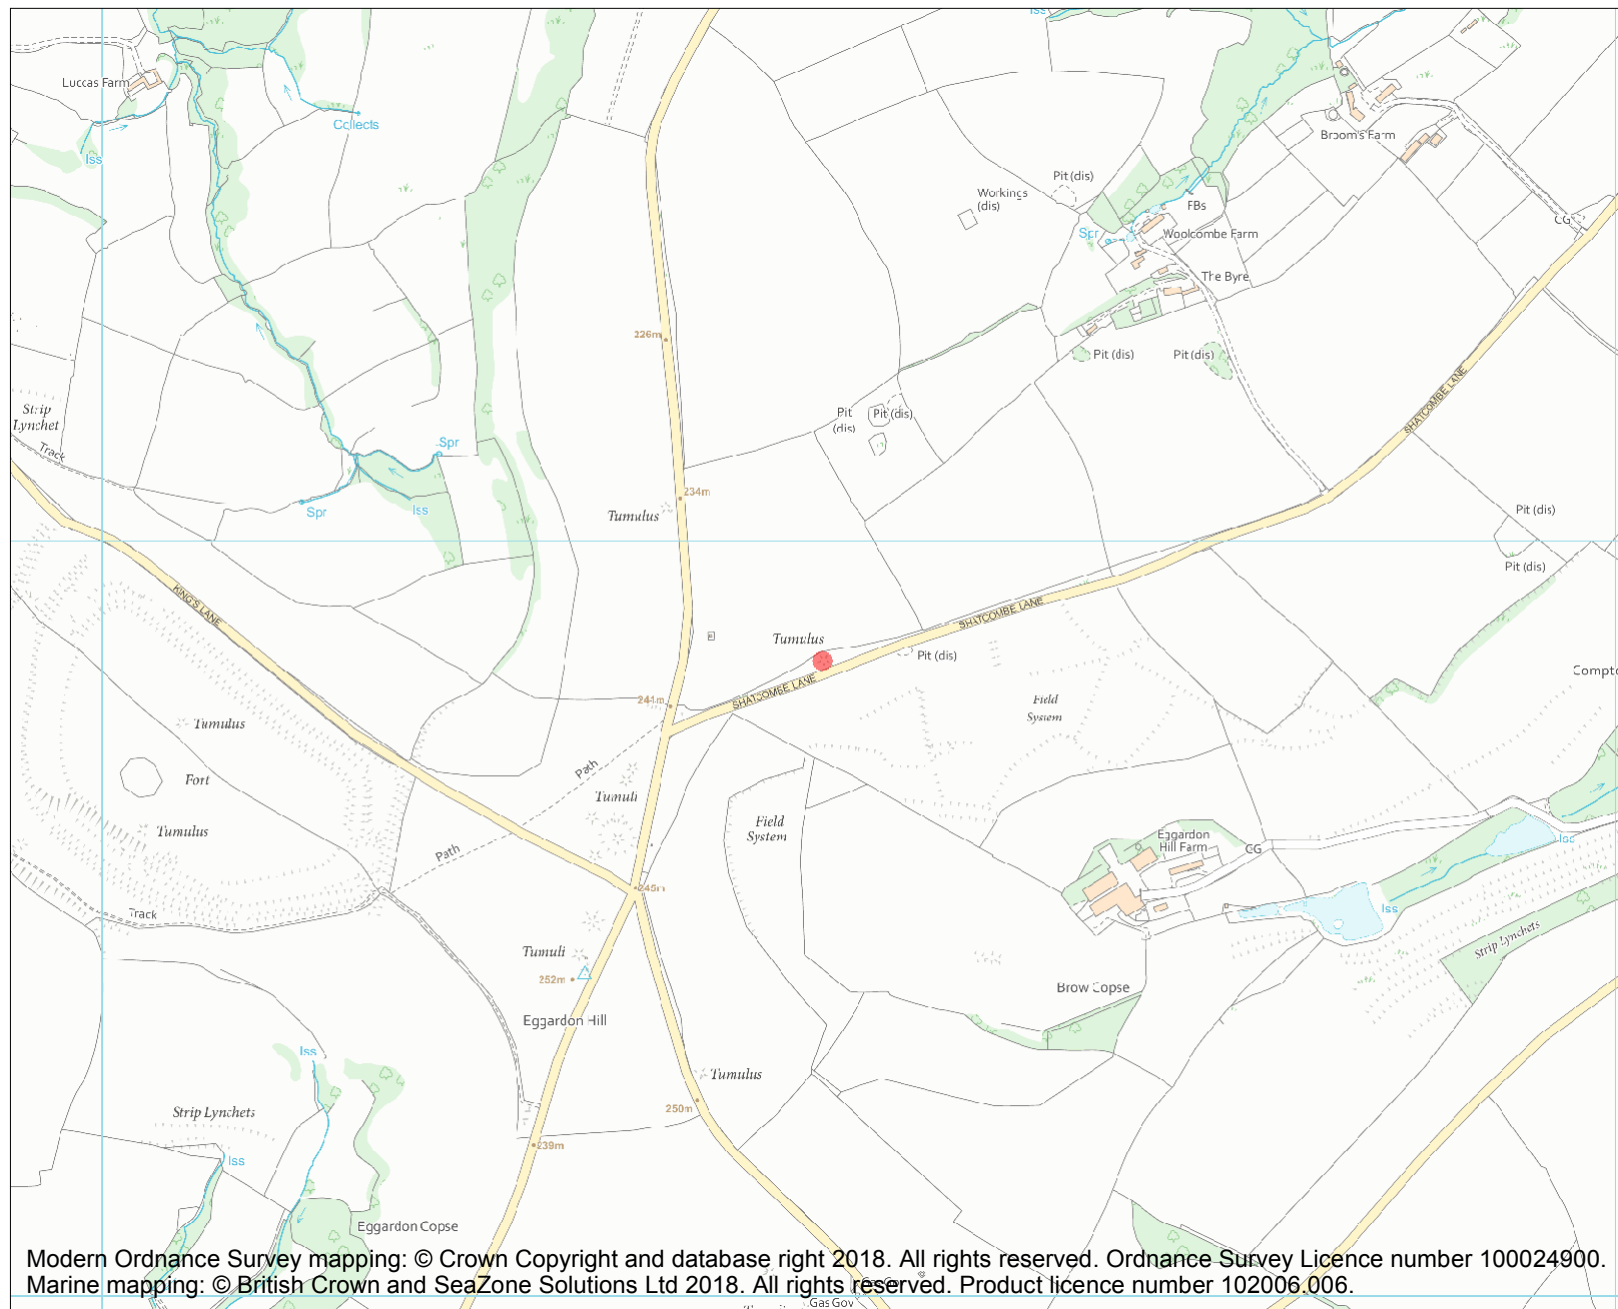 Iss
Luccas Farm
Collects
Iss
Broom's Farm
Pit (dis)
Workings
(dis)
FBs
CG
Spr
Woolcombe Farm
The Byre
226m
Pit (dis)
Pit (dis)
SHATCOMBE LANE
Strip
Lynchet
Track
Pit
(dis)
Pit (dis)
Spr
234m
Spr
Iss
Tumulus
Pit (dis)
Pit (dis)
KING'S LANE
SHATCOMBE LANE
Tumulus
Pit (dis)
SHATCOMBE LANE
241m
Field
System
Tumulus
Path
Fort
Tumuli
Tumulus
Field
System
Path
Eggardon
Hill Farm
CG
Iss
245m
Track
Iss
Strip Lynchets
Tumuli
252m
Brow Copse
Eggardon Hill
Iss
Tumulus
Strip Lynchets
250m
239m
Iss
Eggardon Copse
Modern Ordnance Survey mapping: © Crown Copyright and database right 2018. All rights reserved. Ordnance Survey Licence number 100024900.
Marine mapping: © British Crown and SeaZone Solutions Ltd 2018. All rights reserved. Product licence number 102006.006.
Gas Gov